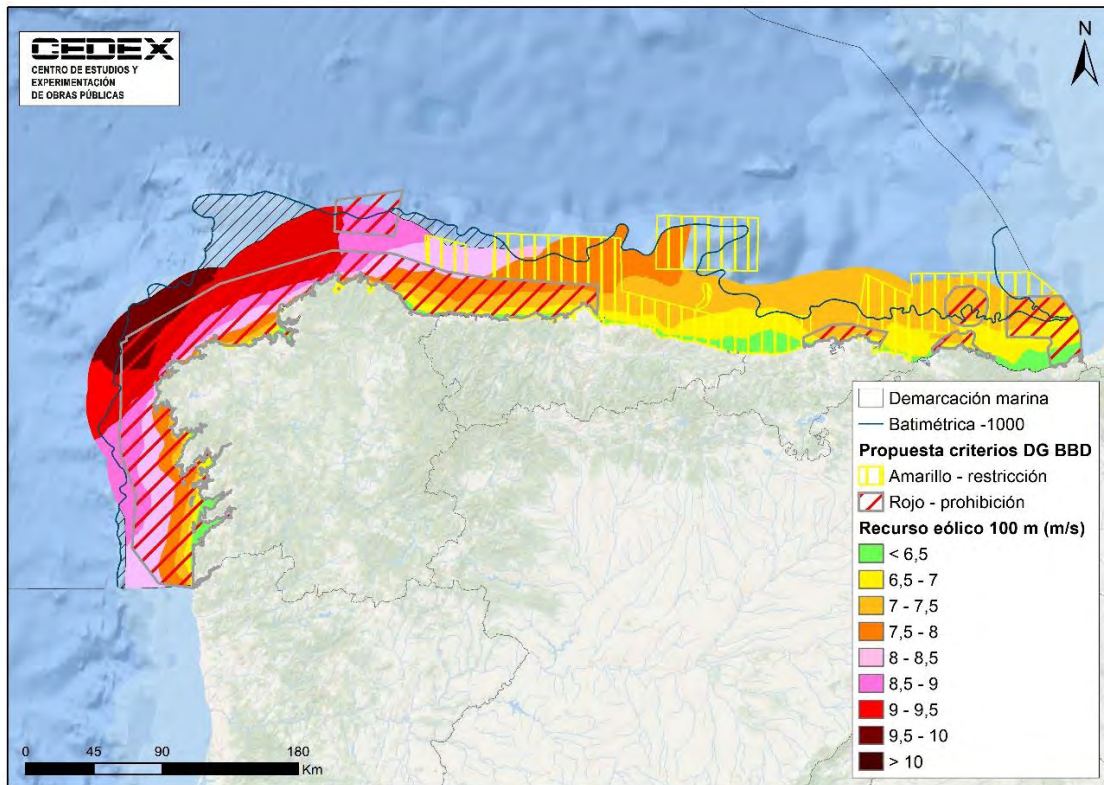 CEDEX
CENTRO DE ESTUDIOS Y
EXPERIMENTACIÓN
DE OBRAS PÚBLICAS
N
Demarcación marina
Batimétrica -1000
Propuesta criterios DG BBD
Amarillo - restricción
Rojo - prohibición
Recurso eólico 100 m (m/s)
< 6,5
6,5 - 7
7 - 7,5
7,5 - 8
8 - 8,5
8,5 - 9
9 - 9,5
9,5 - 10
> 10
0 45 90 180
Km